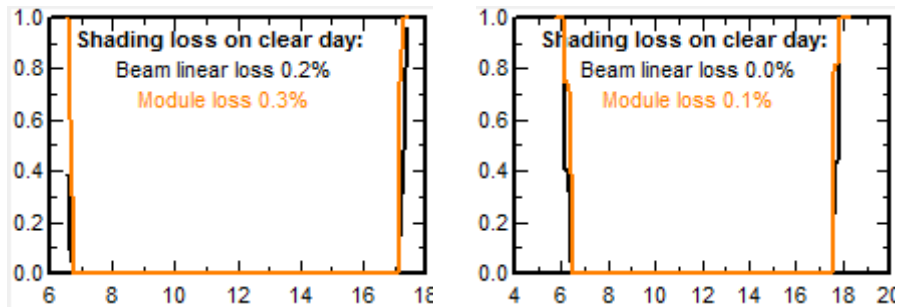 Shading loss on clear day:
Beam linear loss 0.2%
Module loss 0.3%
1.0
0.8
0.6
0.4
0.2
0.0
6 8 10 12 14 16 18
Shading loss on clear day:
Beam linear loss 0.0%
Module loss 0.1%
1.0
0.8
0.6
0.4
0.2
0.0
4 6 8 10 12 14 16 18 20